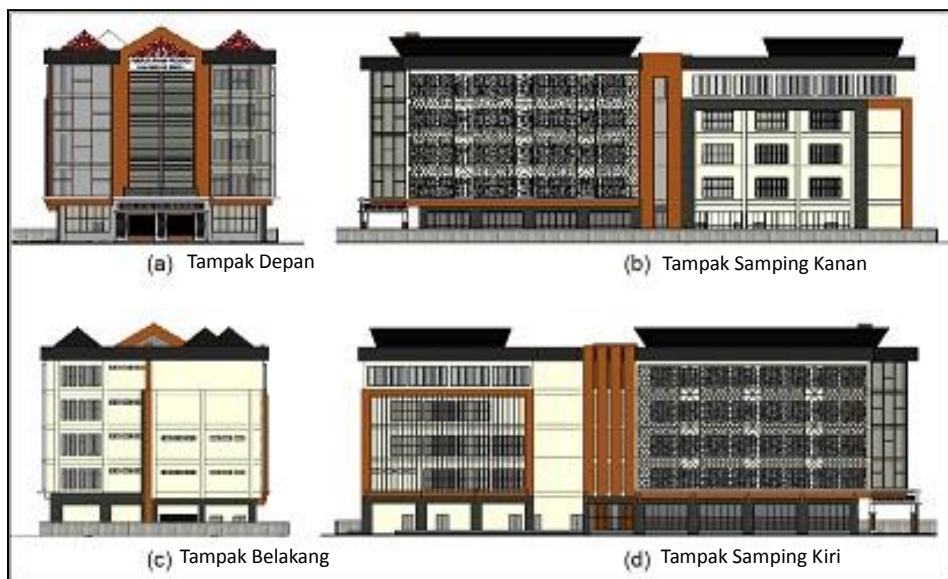 (a) Tampak Depan
(b) Tampak Samping Kanan
(c) Tampak Belakang
(d) Tampak Samping Kiri